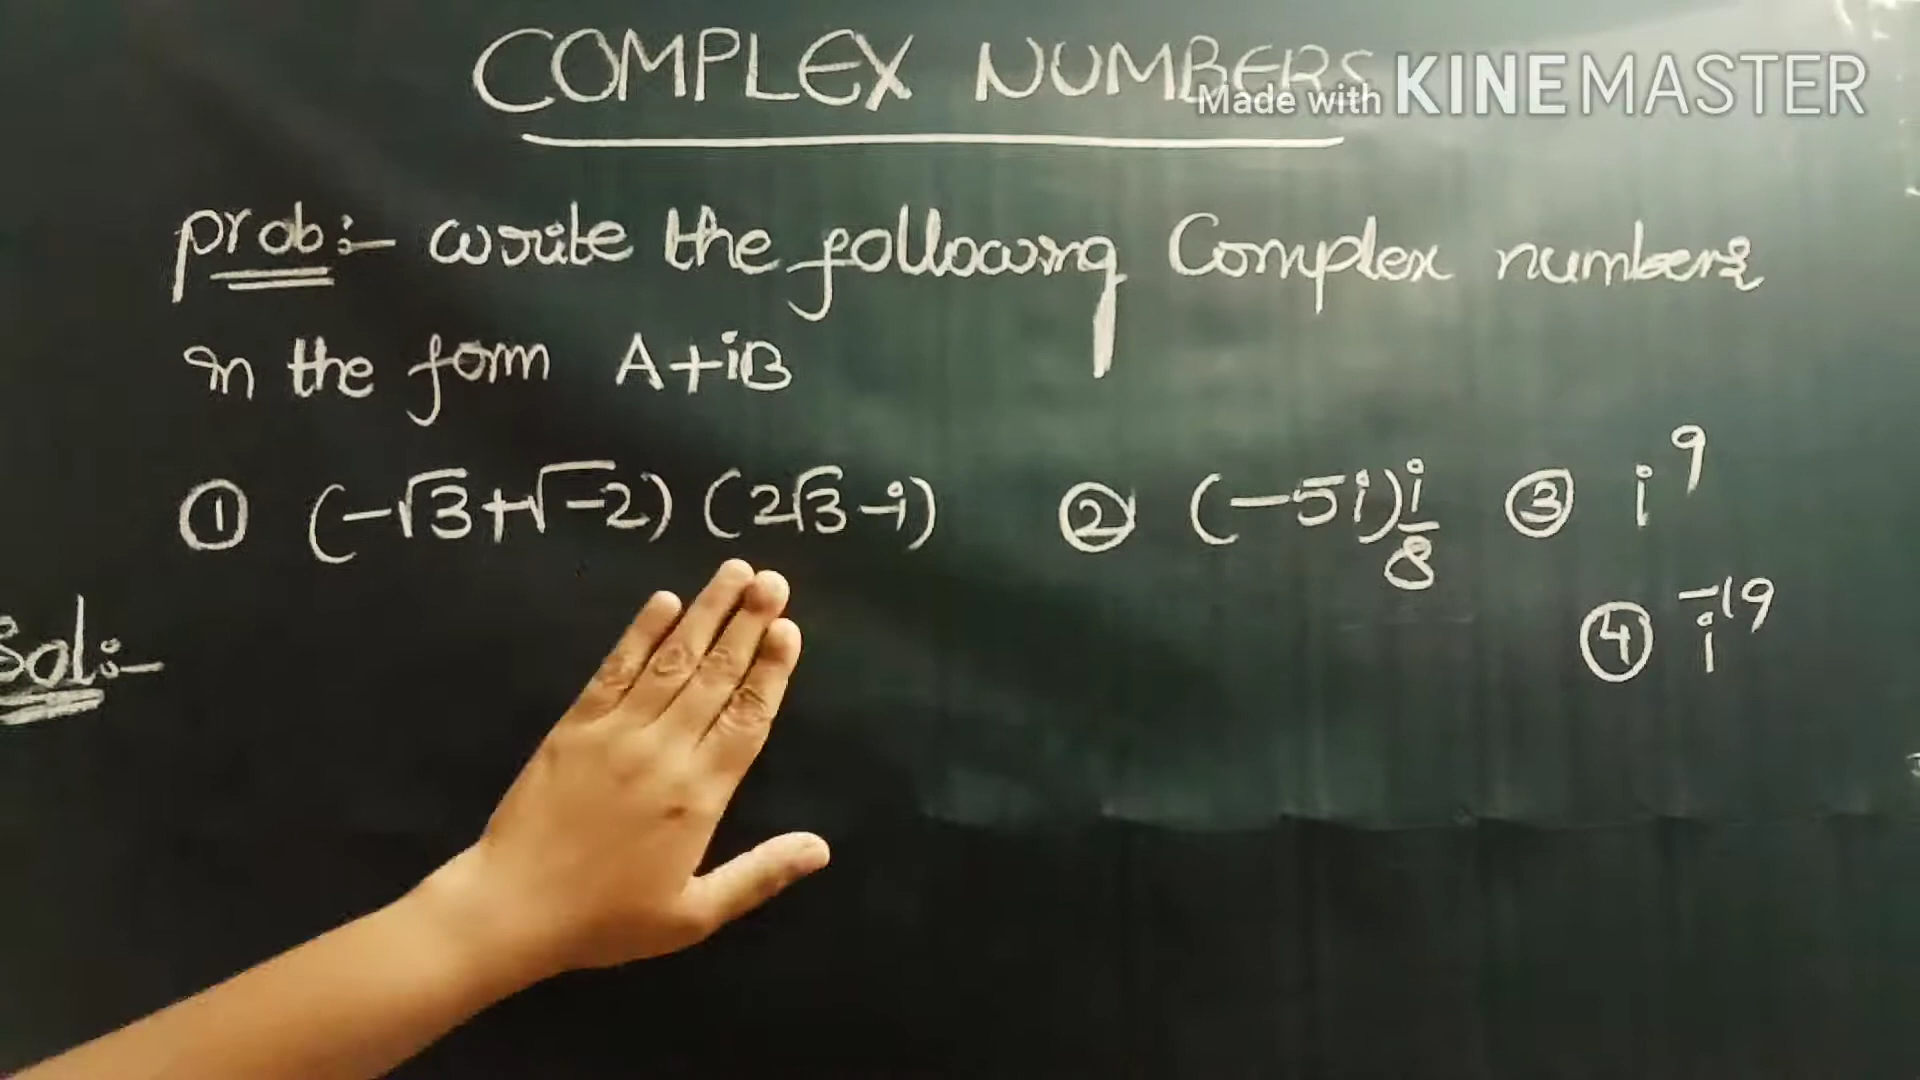 COMPLEX NUMBERS
Made with KINEMASTER
prob:- write the following Complex numbers
in the form A+iB
① (-√3+√-2) (2√3-i) ② (-5i) i/8 ③ i⁹
④ i⁻¹⁹
Sol:-